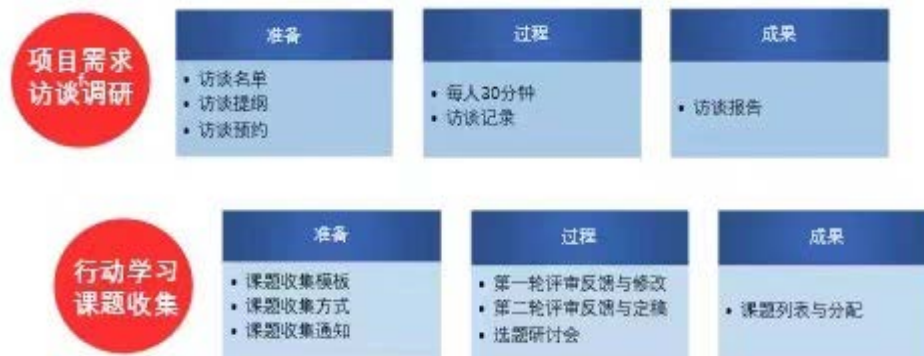 项目需求
访谈调研
准备
• 访谈名单
• 访谈提纲
• 访谈预约
过程
• 每人30分钟
• 访谈记录
成果
• 访谈报告
行动学习
课题收集
准备
• 课题收集模板
• 课题收集方式
• 课题收集通知
过程
• 第一轮评审反馈与修改
• 第二轮评审反馈与定稿
• 选题研讨会
成果
• 课题列表与分配